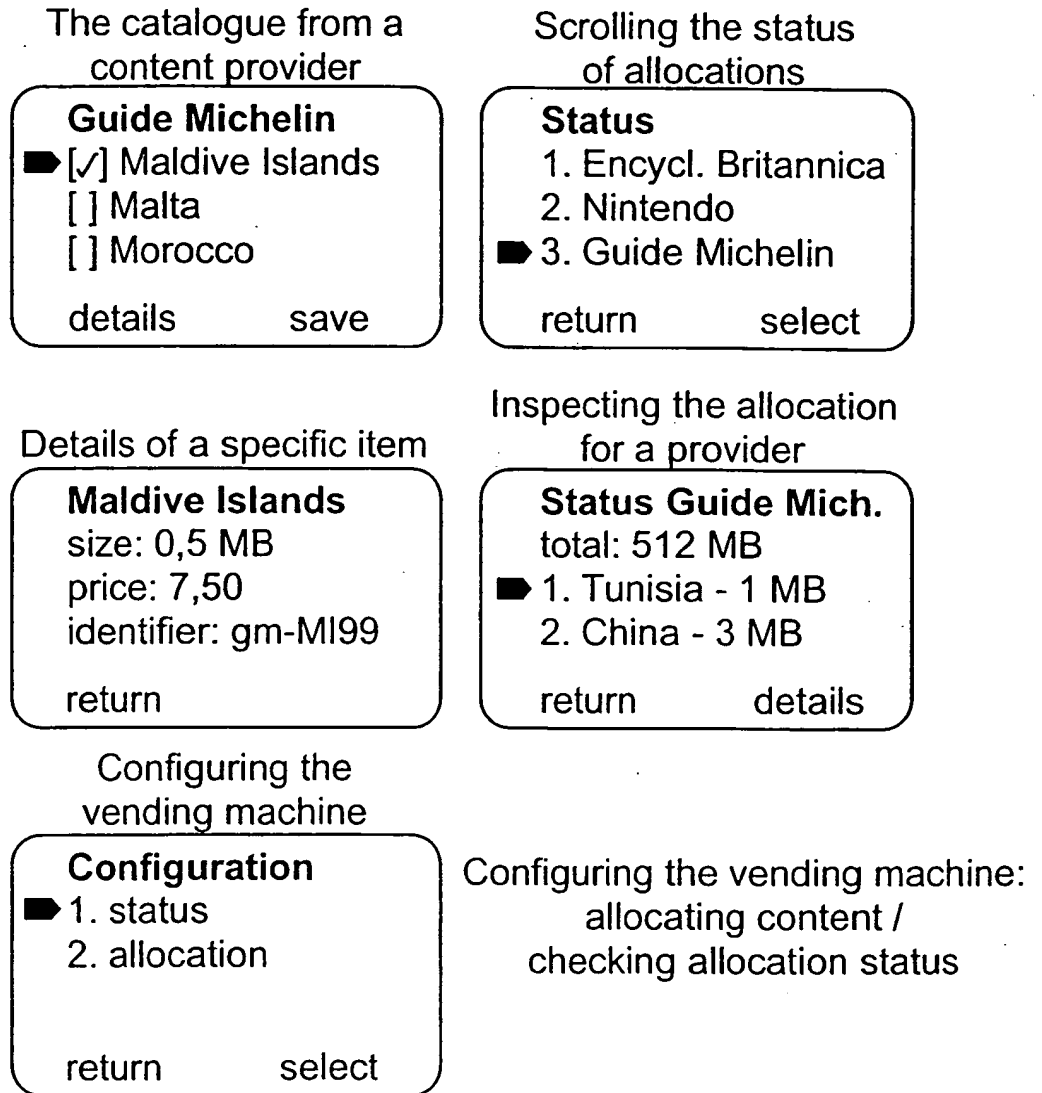 The catalogue from a
content provider
Guide Michelin
[✓] Maldive Islands
[ ] Malta
[ ] Morocco
details save
Scrolling the status
of allocations
Status
1. Encycl. Britannica
2. Nintendo
3. Guide Michelin
return select
Details of a specific item
Maldive Islands
size: 0,5 MB
price: 7,50
identifier: gm-MI99
return
Inspecting the allocation
for a provider
Status Guide Mich.
total: 512 MB
1. Tunisia - 1 MB
2. China - 3 MB
return details
Configuring the
vending machine
Configuration
1. status
2. allocation
return select
Configuring the vending machine:
allocating content /
checking allocation status